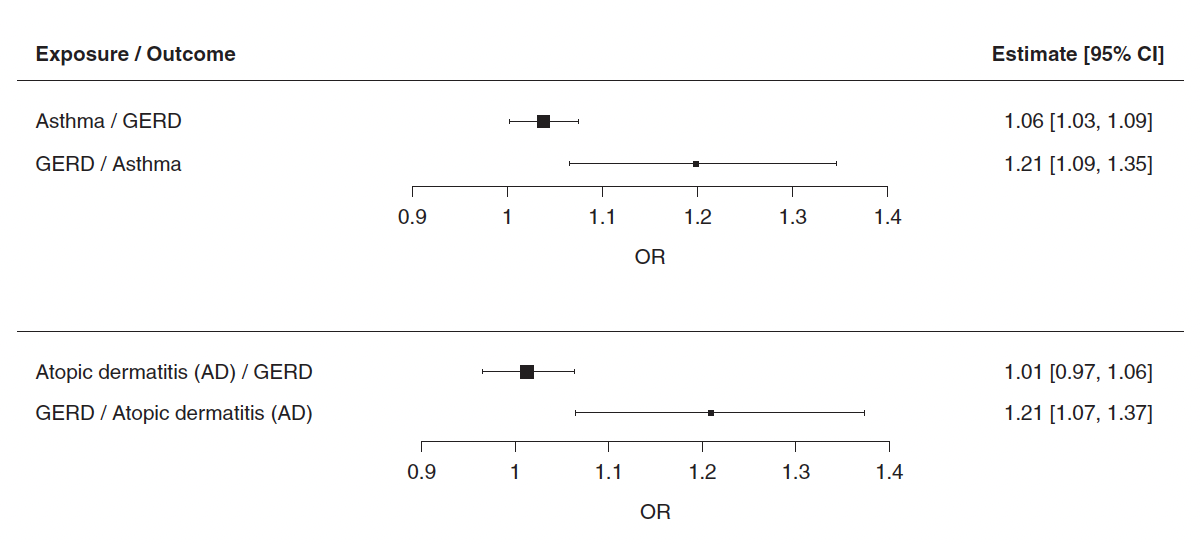 Exposure / Outcome Estimate [95% CI]
Asthma / GERD 1.06 [1.03, 1.09]
GERD / Asthma 1.21 [1.09, 1.35]
0.9 1 1.1 1.2 1.3 1.4
OR
Atopic dermatitis (AD) / GERD 1.01 [0.97, 1.06]
GERD / Atopic dermatitis (AD) 1.21 [1.07, 1.37]
0.9 1 1.1 1.2 1.3 1.4
OR